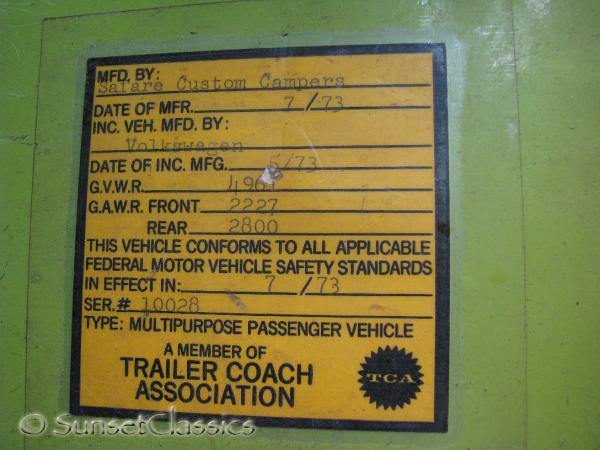 MFD. BY:
Safare Custom Campers
DATE OF MFR. 7 / 73
INC. VEH. MFD. BY:
Volkswagen
DATE OF INC. MFG. 5/73
G.V.W.R. 4961
G.A.W.R. FRONT 2227
REAR 2800
THIS VEHICLE CONFORMS TO ALL APPLICABLE
FEDERAL MOTOR VEHICLE SAFETY STANDARDS
IN EFFECT IN: 7 / 73
SER.# 10028
TYPE: MULTIPURPOSE PASSENGER VEHICLE
A MEMBER OF
TRAILER COACH
ASSOCIATION
TCA
© SunsetClassics